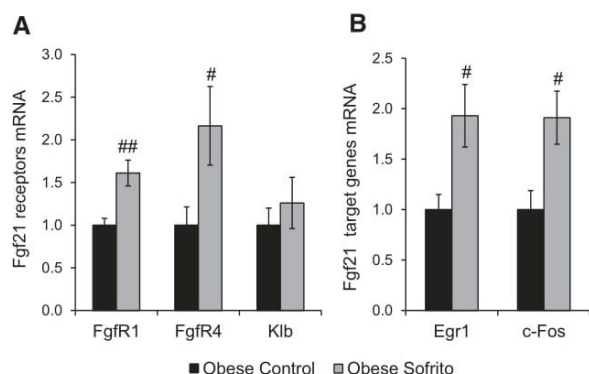 A
Fgf21 receptors mRNA
3.0
2.5
2.0
1.5
1.0
0.5
0.0
##
#
FgfR1 FgfR4 Klb
B
Fgf21 target genes mRNA
2.5
2.0
1.5
1.0
0.5
0.0
# #
Egr1 c-Fos
Obese Control Obese Sofrito